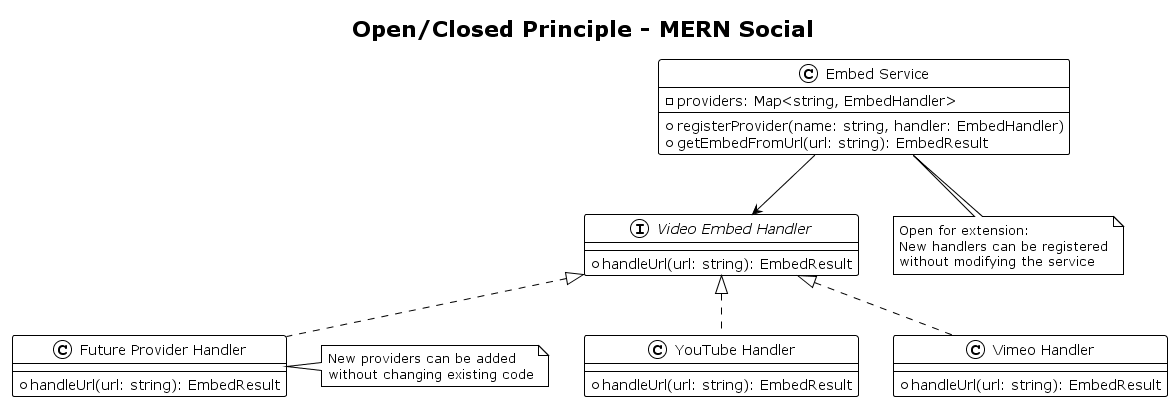 Open/Closed Principle - MERN Social
C Embed Service
providers: Map<string, EmbedHandler>
registerProvider(name: string, handler: EmbedHandler)
getEmbedFromUrl(url: string): EmbedResult
I Video Embed Handler
handleUrl(url: string): EmbedResult
Open for extension:
New handlers can be registered
without modifying the service
C Future Provider Handler
handleUrl(url: string): EmbedResult
New providers can be added
without changing existing code
C YouTube Handler
handleUrl(url: string): EmbedResult
C Vimeo Handler
handleUrl(url: string): EmbedResult